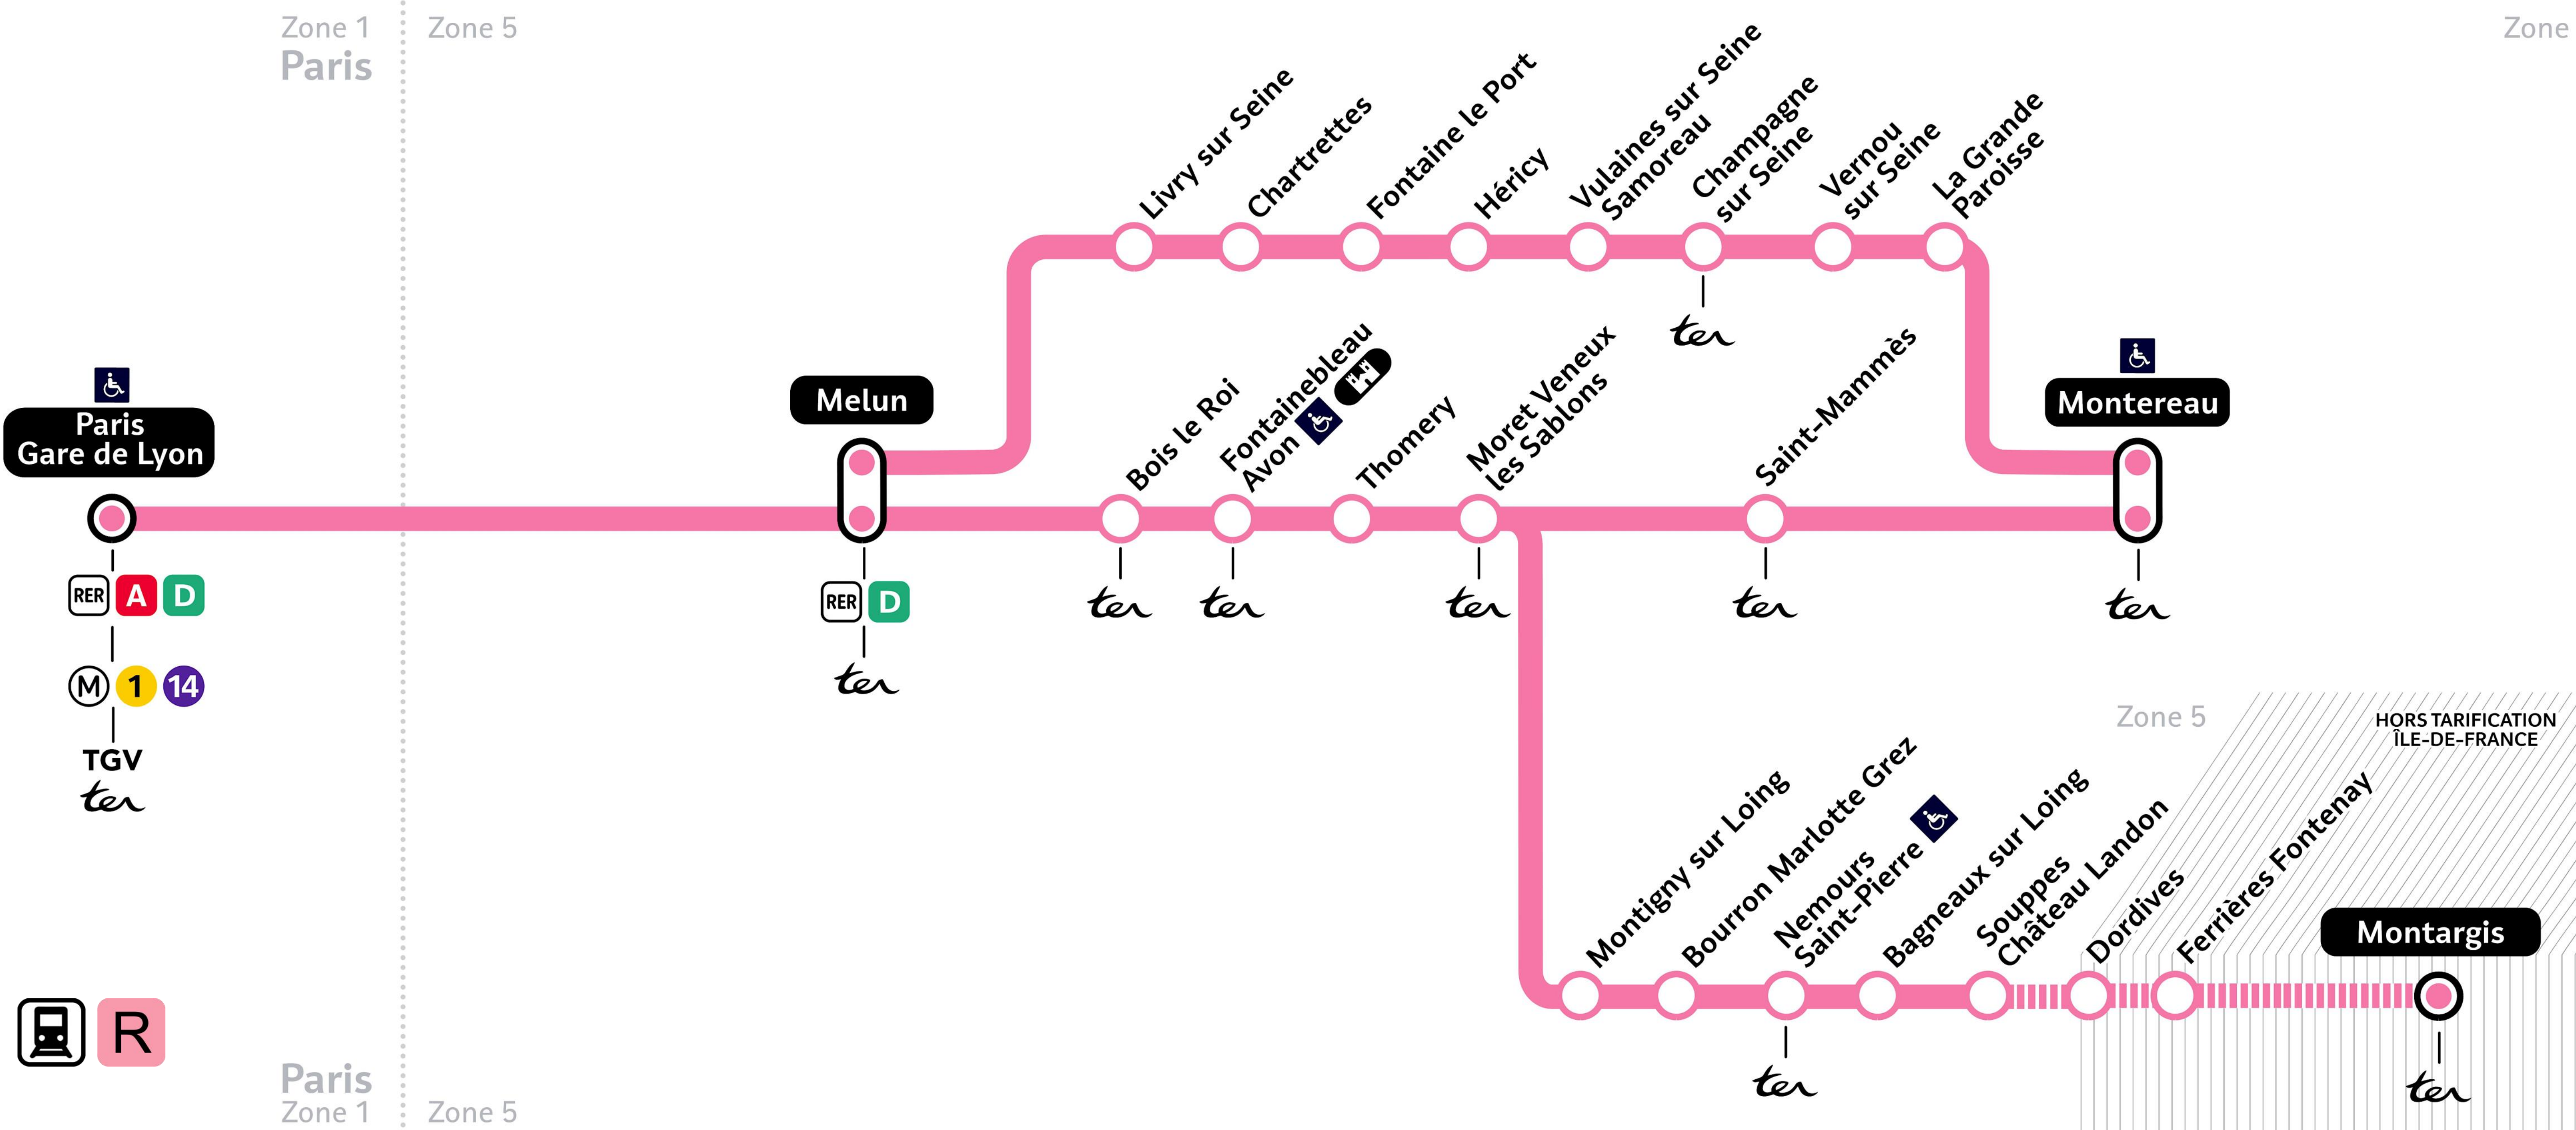 Zone 1
Paris
Zone 5
Zone
Livry sur Seine
Chartrettes
Fontaine le Port
Héricy
Vulaines sur Seine
Samoreau
Champagne
sur Seine
Vernou
sur Seine
La Grande
Paroisse
ter
Paris
Gare de Lyon
Melun
Bois le Roi
Fontainebleau
Avon
Thomery
Moret Veneux
les Sablons
Saint-Mammès
Montereau
RER A D
M 1 14
TGV
ter
RER D
ter
ter
ter
ter
ter
ter
Zone 5
HORS TARIFICATION
ÎLE-DE-FRANCE
Montigny sur Loing
Bourron Marlotte Grez
Nemours
Saint-Pierre
Bagneaux sur Loing
Souppes
Château Landon
Dordives
Ferrières Fontenay
Montargis
ter
ter
R
Paris
Zone 1
Zone 5